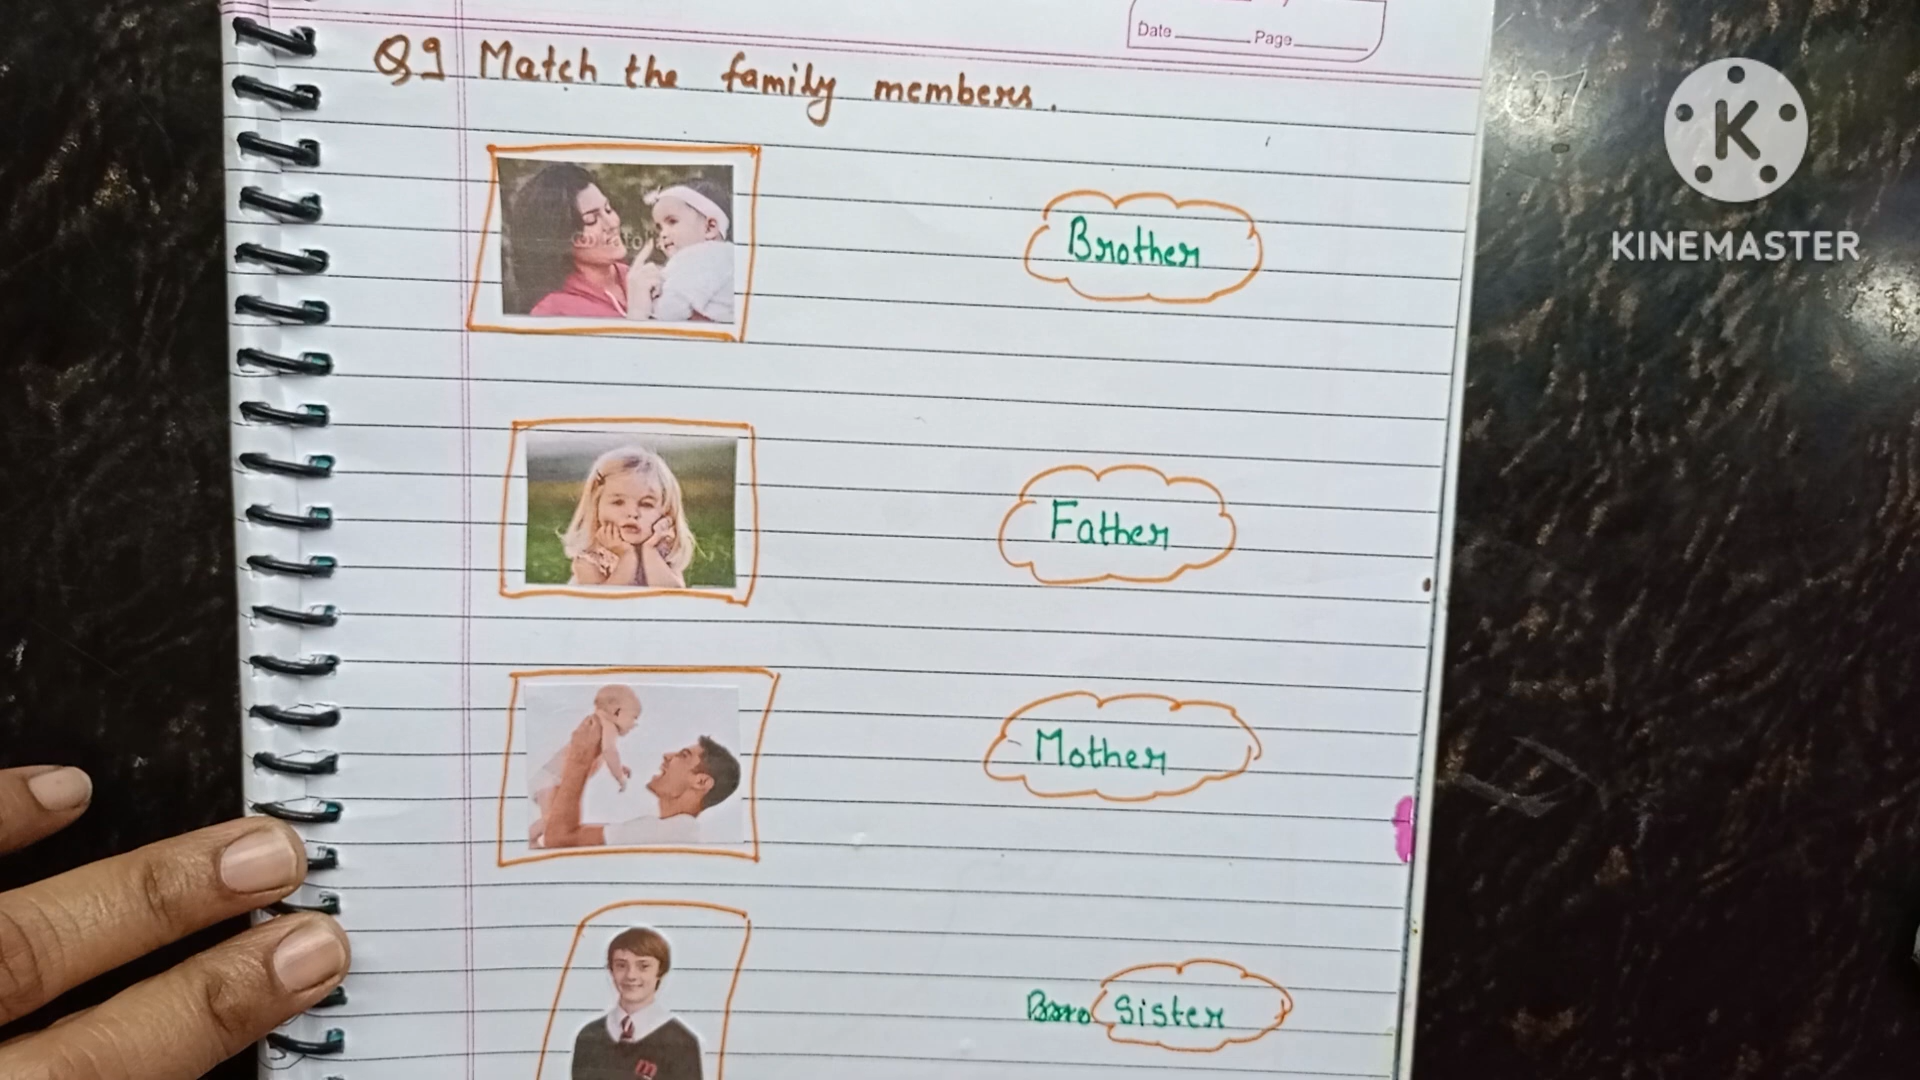 Date Page
Q9 Match the family members.
K
KINEMASTER
Brother
Father
Mother
Sister
m